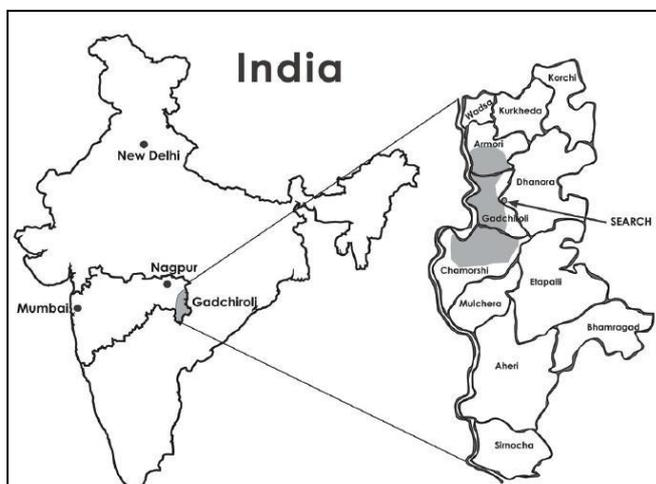 India
New Delhi
Nagpur
Mumbai
Gadchiroli
Korchi
Wadsa
Kurkheda
Armori
Dhanora
Gadchiroli
SEARCH
Chamorshi
Etapalli
Mulchera
Bhamragad
Aheri
Sirnocha